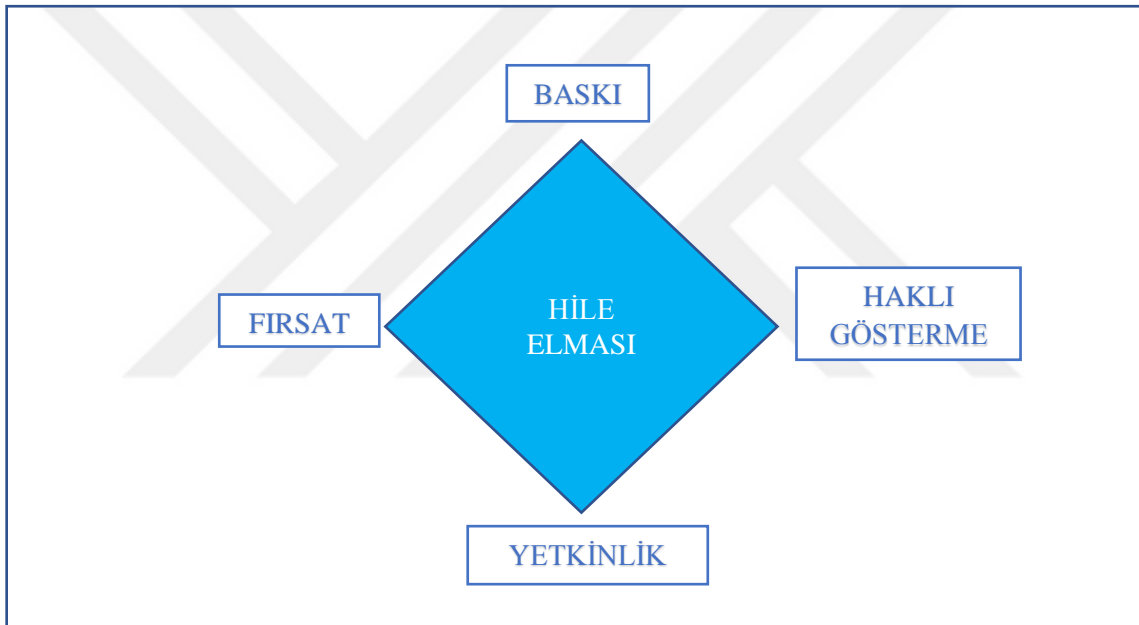 BASKI
FIRSAT
HİLE
ELMASI
HAKLI
GÖSTERME
YETKİNLİK